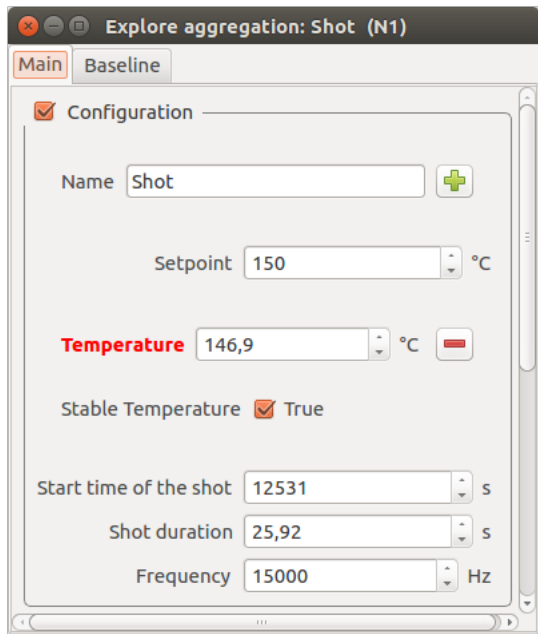 Explore aggregation: Shot (N1)
Main Baseline
Configuration
Name Shot
Setpoint 150 °C
Temperature 146,9 °C
Stable Temperature True
Start time of the shot 12531 s
Shot duration 25,92 s
Frequency 15000 Hz